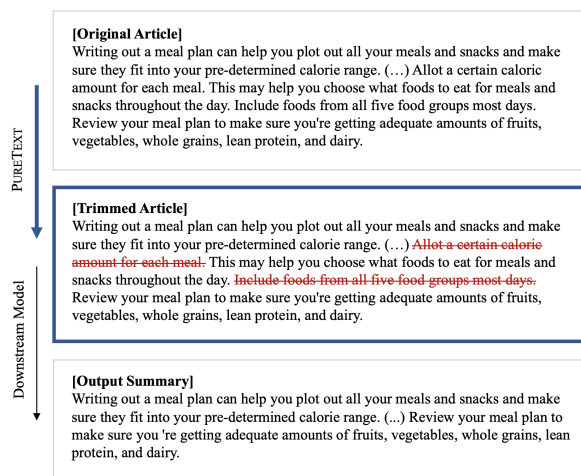 [Original Article]
Writing out a meal plan can help you plot out all your meals and snacks and make
sure they fit into your pre-determined calorie range. (…) Allot a certain caloric
amount for each meal. This may help you choose what foods to eat for meals and
snacks throughout the day. Include foods from all five food groups most days.
Review your meal plan to make sure you're getting adequate amounts of fruits,
vegetables, whole grains, lean protein, and dairy.
PURETEXT
[Trimmed Article]
Writing out a meal plan can help you plot out all your meals and snacks and make
sure they fit into your pre-determined calorie range. (…) Allot a certain caloric
amount for each meal. This may help you choose what foods to eat for meals and
snacks throughout the day. Include foods from all five food groups most days.
Review your meal plan to make sure you're getting adequate amounts of fruits,
vegetables, whole grains, lean protein, and dairy.
Downstream Model
[Output Summary]
Writing out a meal plan can help you plot out all your meals and snacks and make
sure they fit into your pre-determined calorie range. (...) Review your meal plan to
make sure you 're getting adequate amounts of fruits, vegetables, whole grains, lean
protein, and dairy.